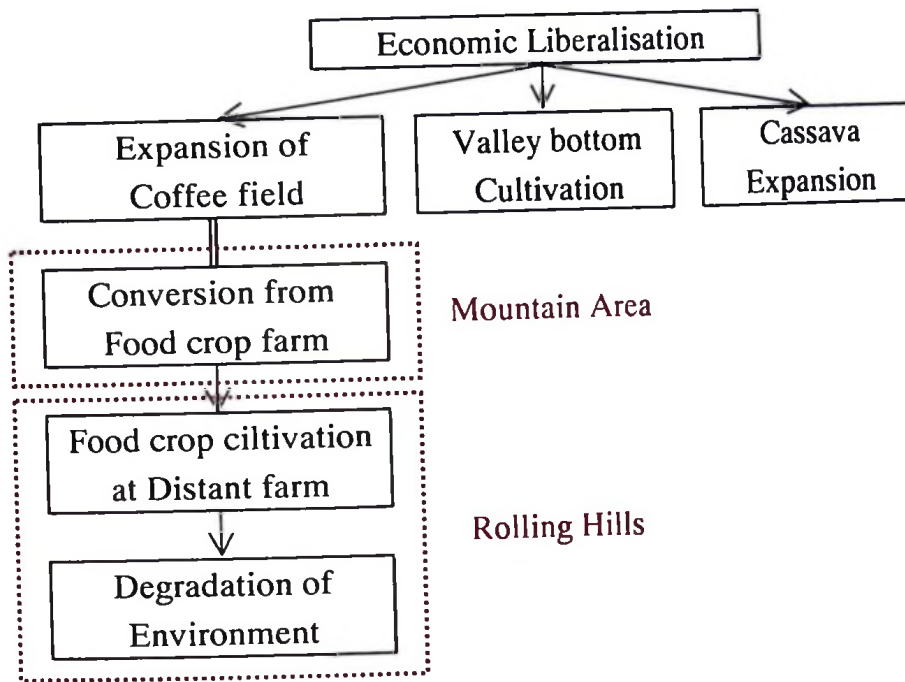 Economic Liberalisation
Expansion of
Coffee field
Valley bottom
Cultivation
Cassava
Expansion
Conversion from
Food crop farm
Mountain Area
Food crop ciltivation
at Distant farm
Rolling Hills
Degradation of
Environment